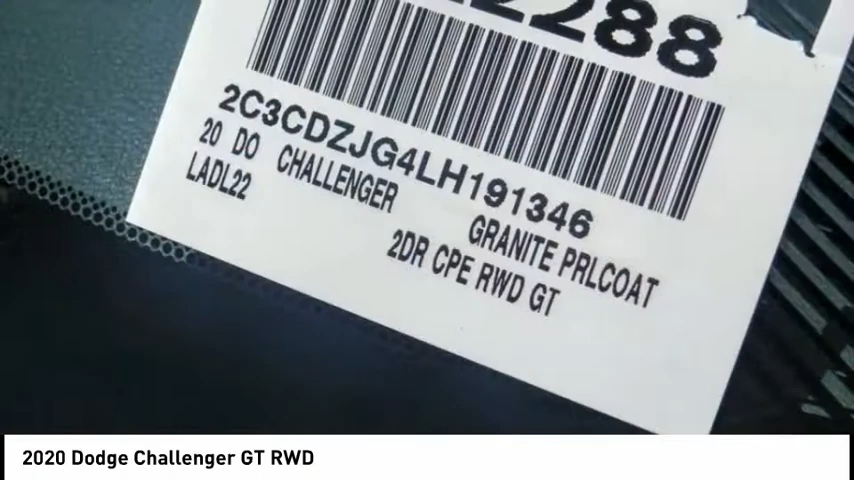 2288
2C3CDZJG4LH191346
20 DO CHALLENGER GRANITE PRLCOAT
LADL22 2DR CPE RWD GT
2020 Dodge Challenger GT RWD